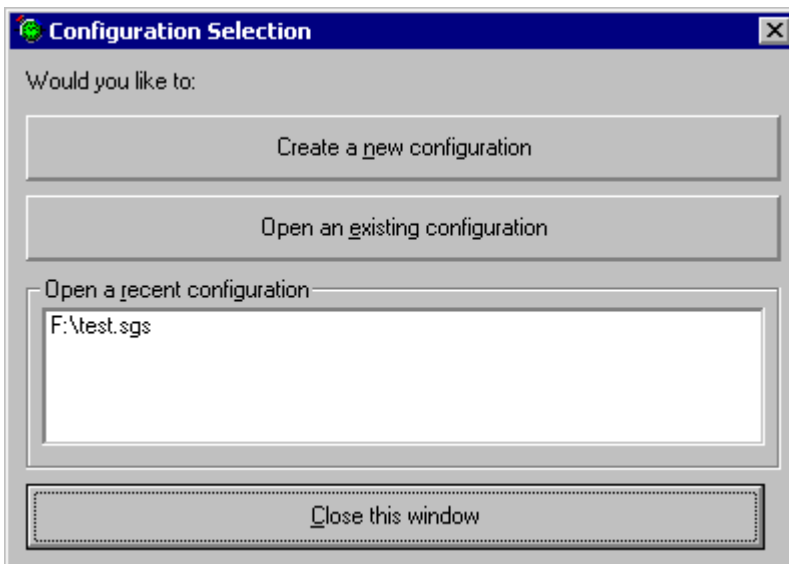 Configuration Selection
Would you like to:
Create a new configuration
Open an existing configuration
Open a recent configuration
F:\test.sgs
Close this window